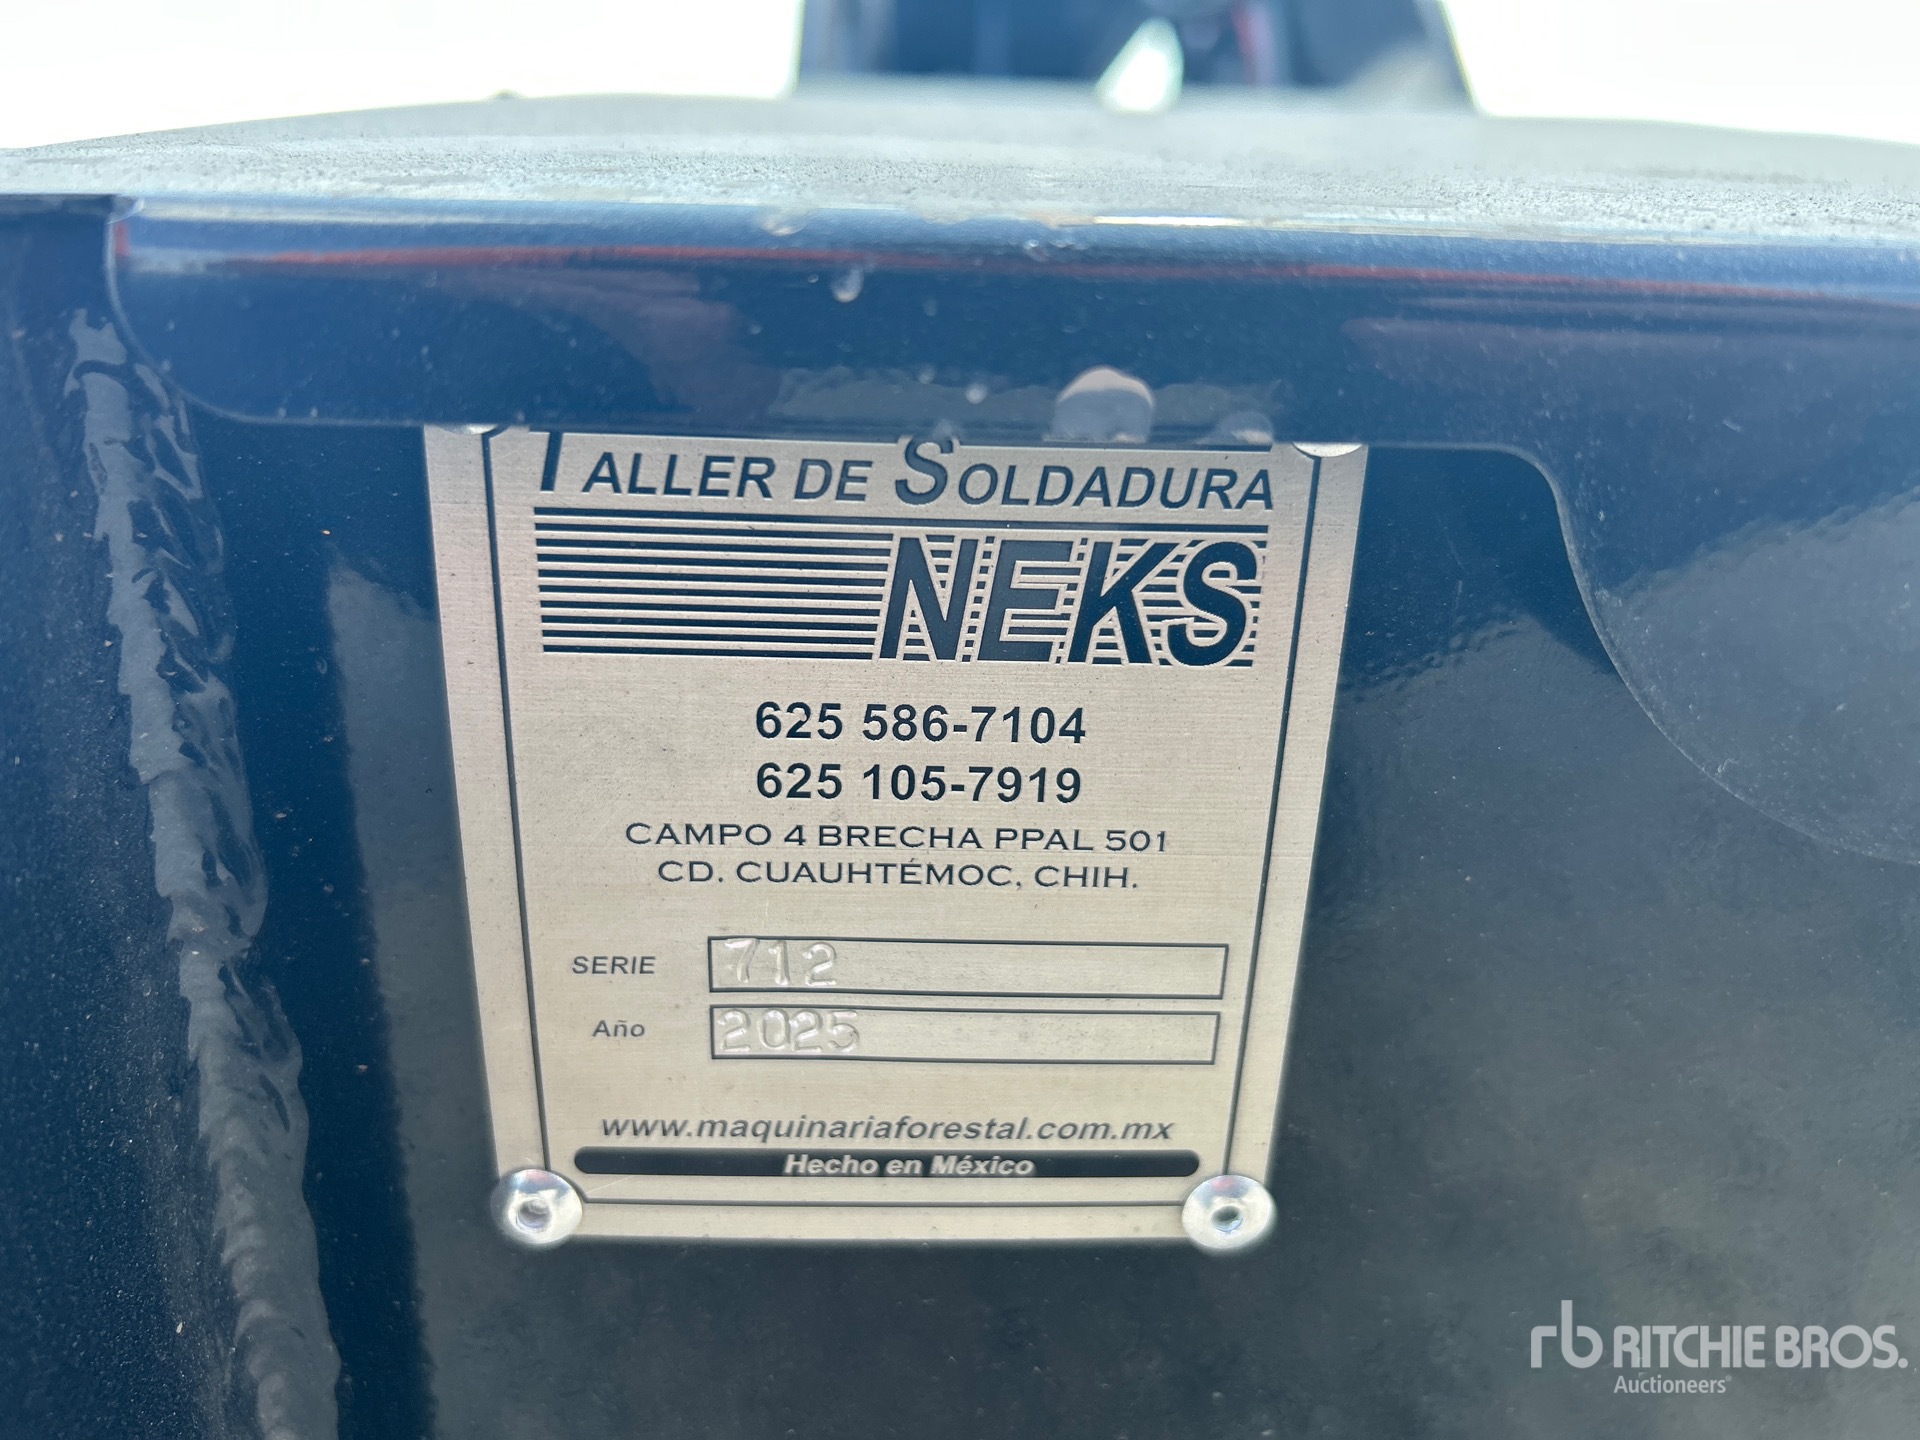 TALLER DE SOLDADURA
NEKS
625 586-7104
625 105-7919
CAMPO 4 BRECHA PPAL 501
CD. CUAUHTÉMOC, CHIH.
SERIE 712
Año 2025
www.maquinariaforestal.com.mx
Hecho en México
rb RITCHIE BROS.
Auctioneers